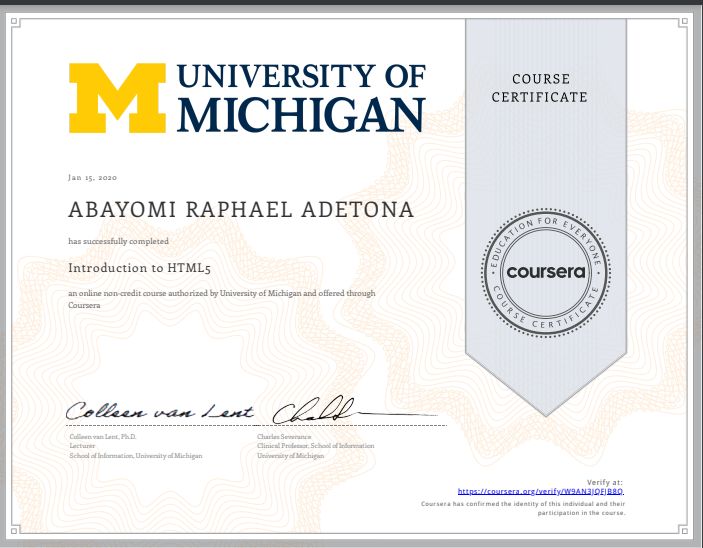 UNIVERSITY OF
MICHIGAN
COURSE
CERTIFICATE
Jan 15, 2020
ABAYOMI RAPHAEL ADETONA
has successfully completed
Introduction to HTML5
an online non-credit course authorized by University of Michigan and offered through
Coursera
EDUCATION FOR EVERYONE
coursera
COURSE CERTIFICATE
Colleen van Lent
Colleen van Lent, Ph.D.
Lecturer
School of Information, University of Michigan
Charles Severance
Clinical Professor, School of Information
University of Michigan
Verify at:
https://coursera.org/verify/W9AN3JQFJB8Q
Coursera has confirmed the identity of this individual and their
participation in the course.